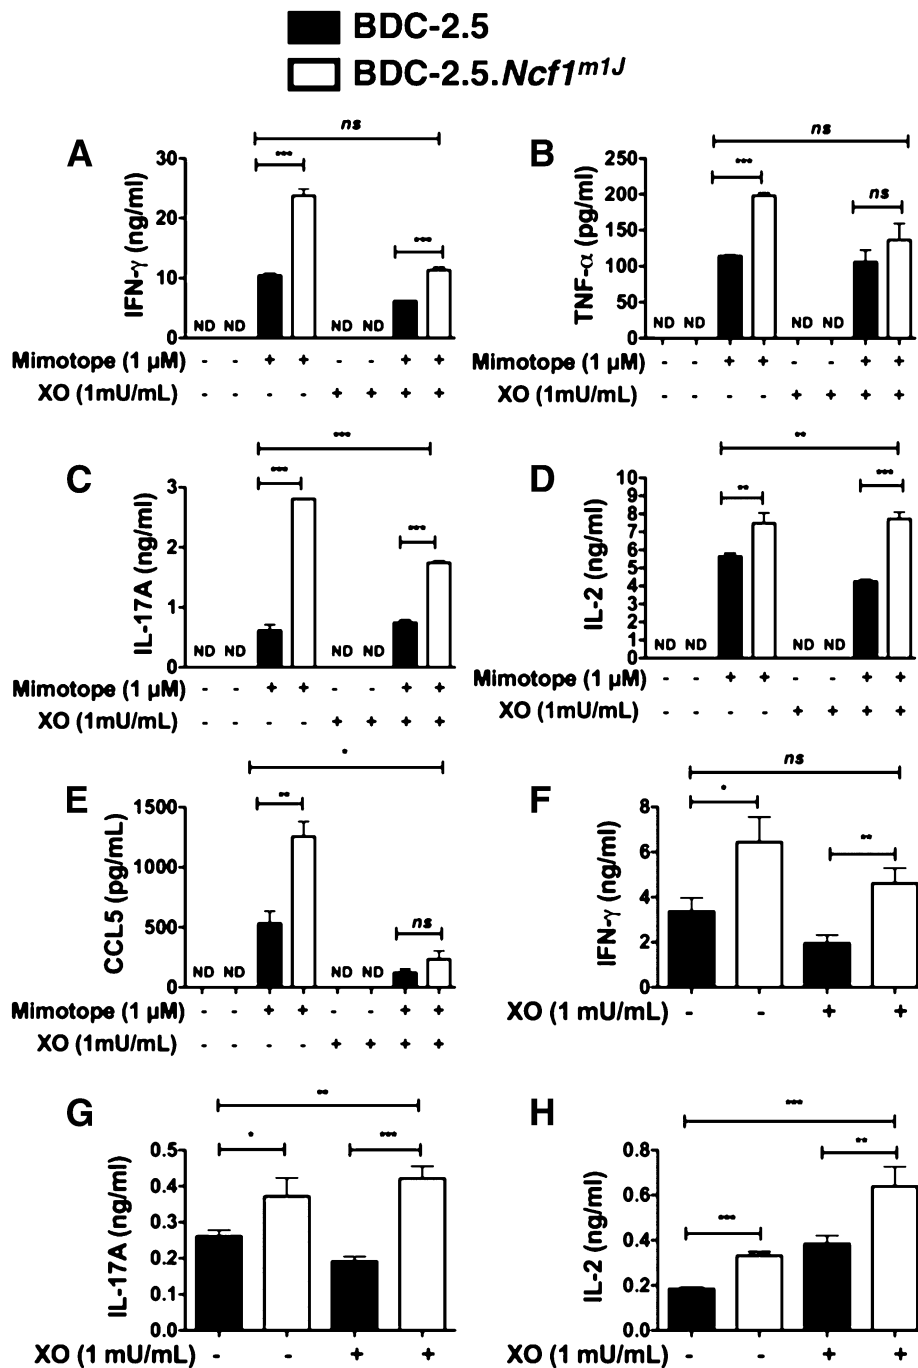 BDC-2.5
BDC-2.5.Ncf1m1J
A
ns
***
***
IFN-γ (ng/ml)
30
20
10
0
ND ND ND ND
Mimotope (1 µM) - - + + - - + +
XO (1mU/mL) - - - - + + + +
B
ns
***
ns
TNF-α (pg/ml)
250
200
150
100
50
0
ND ND ND ND
Mimotope (1 µM) - - + + - - + +
XO (1mU/mL) - - - - + + + +
C
***
***
***
IL-17A (ng/ml)
3
2
1
0
ND ND ND ND
Mimotope (1 µM) - - + + - - + +
XO (1mU/mL) - - - - + + + +
D
**
**
***
IL-2 (ng/ml)
10
9
8
7
6
5
4
3
2
1
0
ND ND ND ND
Mimotope (1 µM) - - + + - - + +
XO (1mU/mL) - - - - + + + +
E
*
**
ns
CCL5 (pg/mL)
1500
1000
500
0
ND ND ND ND
Mimotope (1 µM) - - + + - - + +
XO (1mU/mL) - - - - + + + +
F
ns
*
**
IFN-γ (ng/ml)
8
6
4
2
0
XO (1 mU/mL) - - + +
G
**
*
***
IL-17A (ng/ml)
0.5
0.4
0.3
0.2
0.1
0.0
XO (1 mU/mL) - - + +
H
***
**
***
IL-2 (ng/ml)
0.8
0.6
0.4
0.2
0.0
XO (1 mU/mL) - - + +